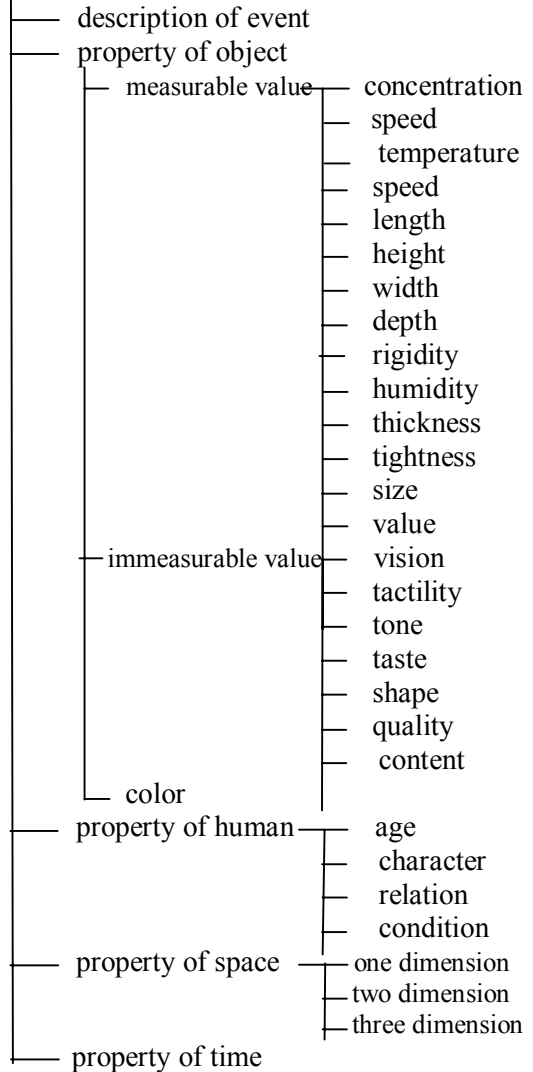 description of event
property of object
measurable value concentration
speed
temperature
speed
length
height
width
depth
rigidity
humidity
thickness
tightness
size
value
immeasurable value vision
tactility
tone
taste
shape
quality
content
color
property of human age
character
relation
condition
property of space one dimension
two dimension
three dimension
property of time